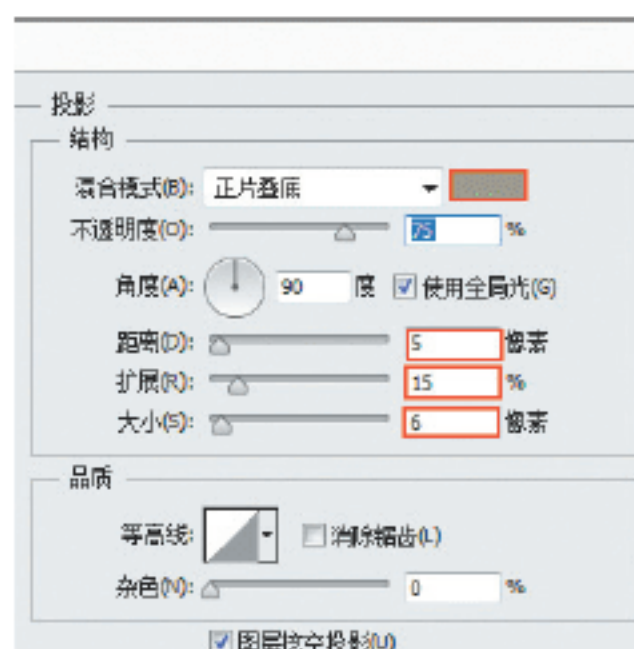 投影
结构
混合模式(B): 正片叠底
不透明度(O): 75 %
角度(A): 90 度 使用全局光(G)
距离(D): 5 像素
扩展(R): 15 %
大小(S): 6 像素
品质
等高线: 消除锯齿(L)
杂色(N): 0 %
图层挖空投影(U)